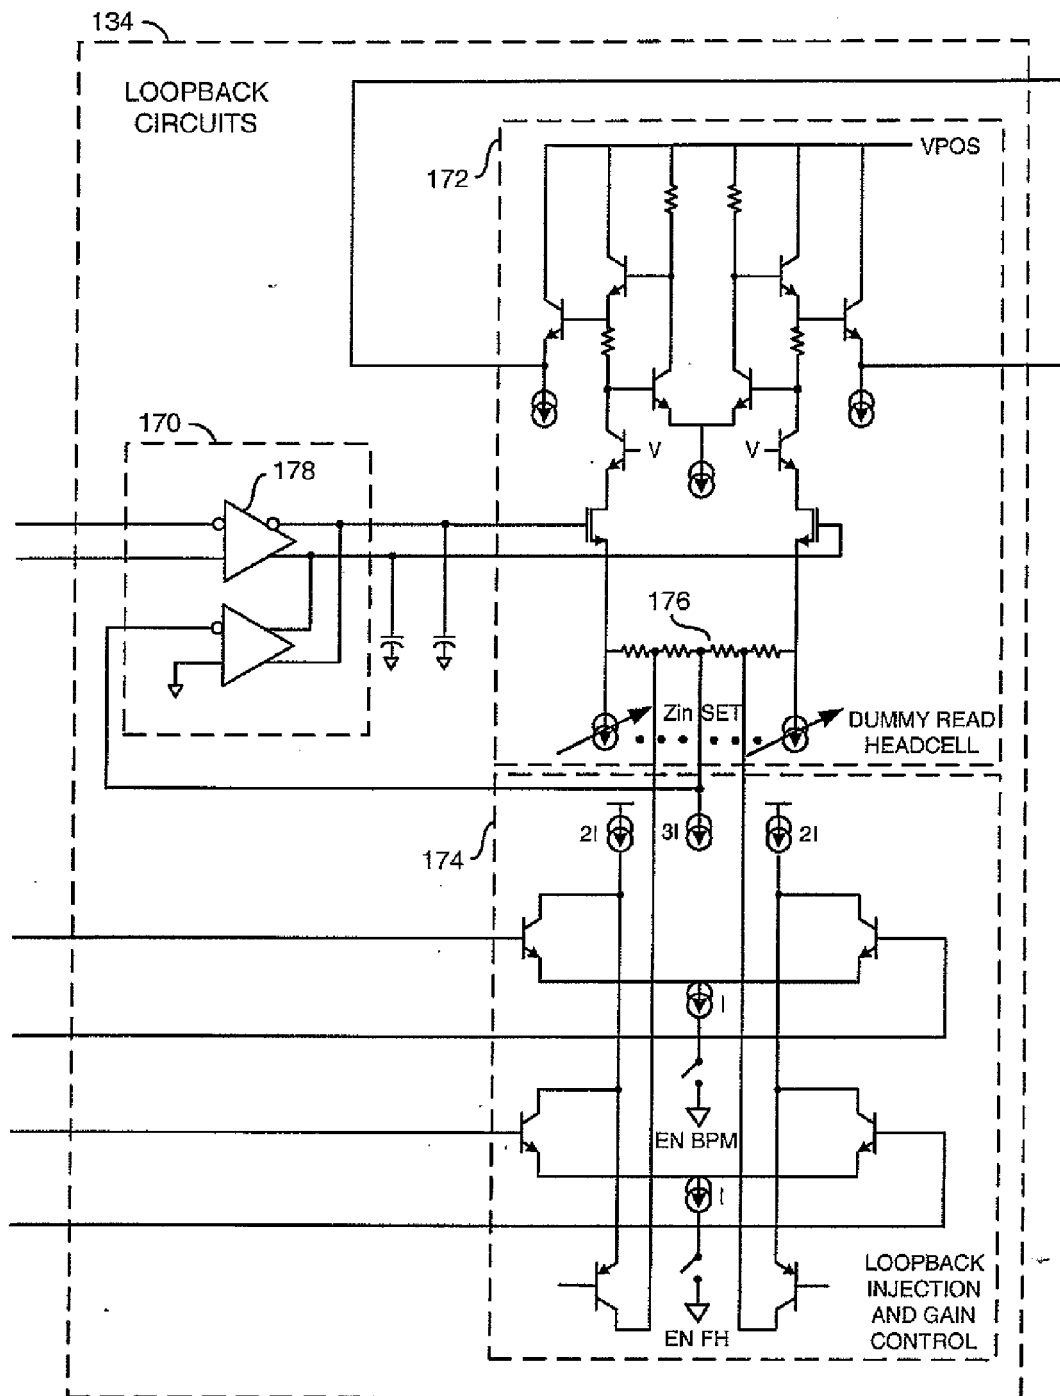 134
LOOPBACK
CIRCUITS
172
VPOS
170
178
V
V
176
Zin SET
DUMMY READ
HEADCELL
174
2I
3I
2I
I
EN BPM
I
EN FH
LOOPBACK
INJECTION
AND GAIN
CONTROL